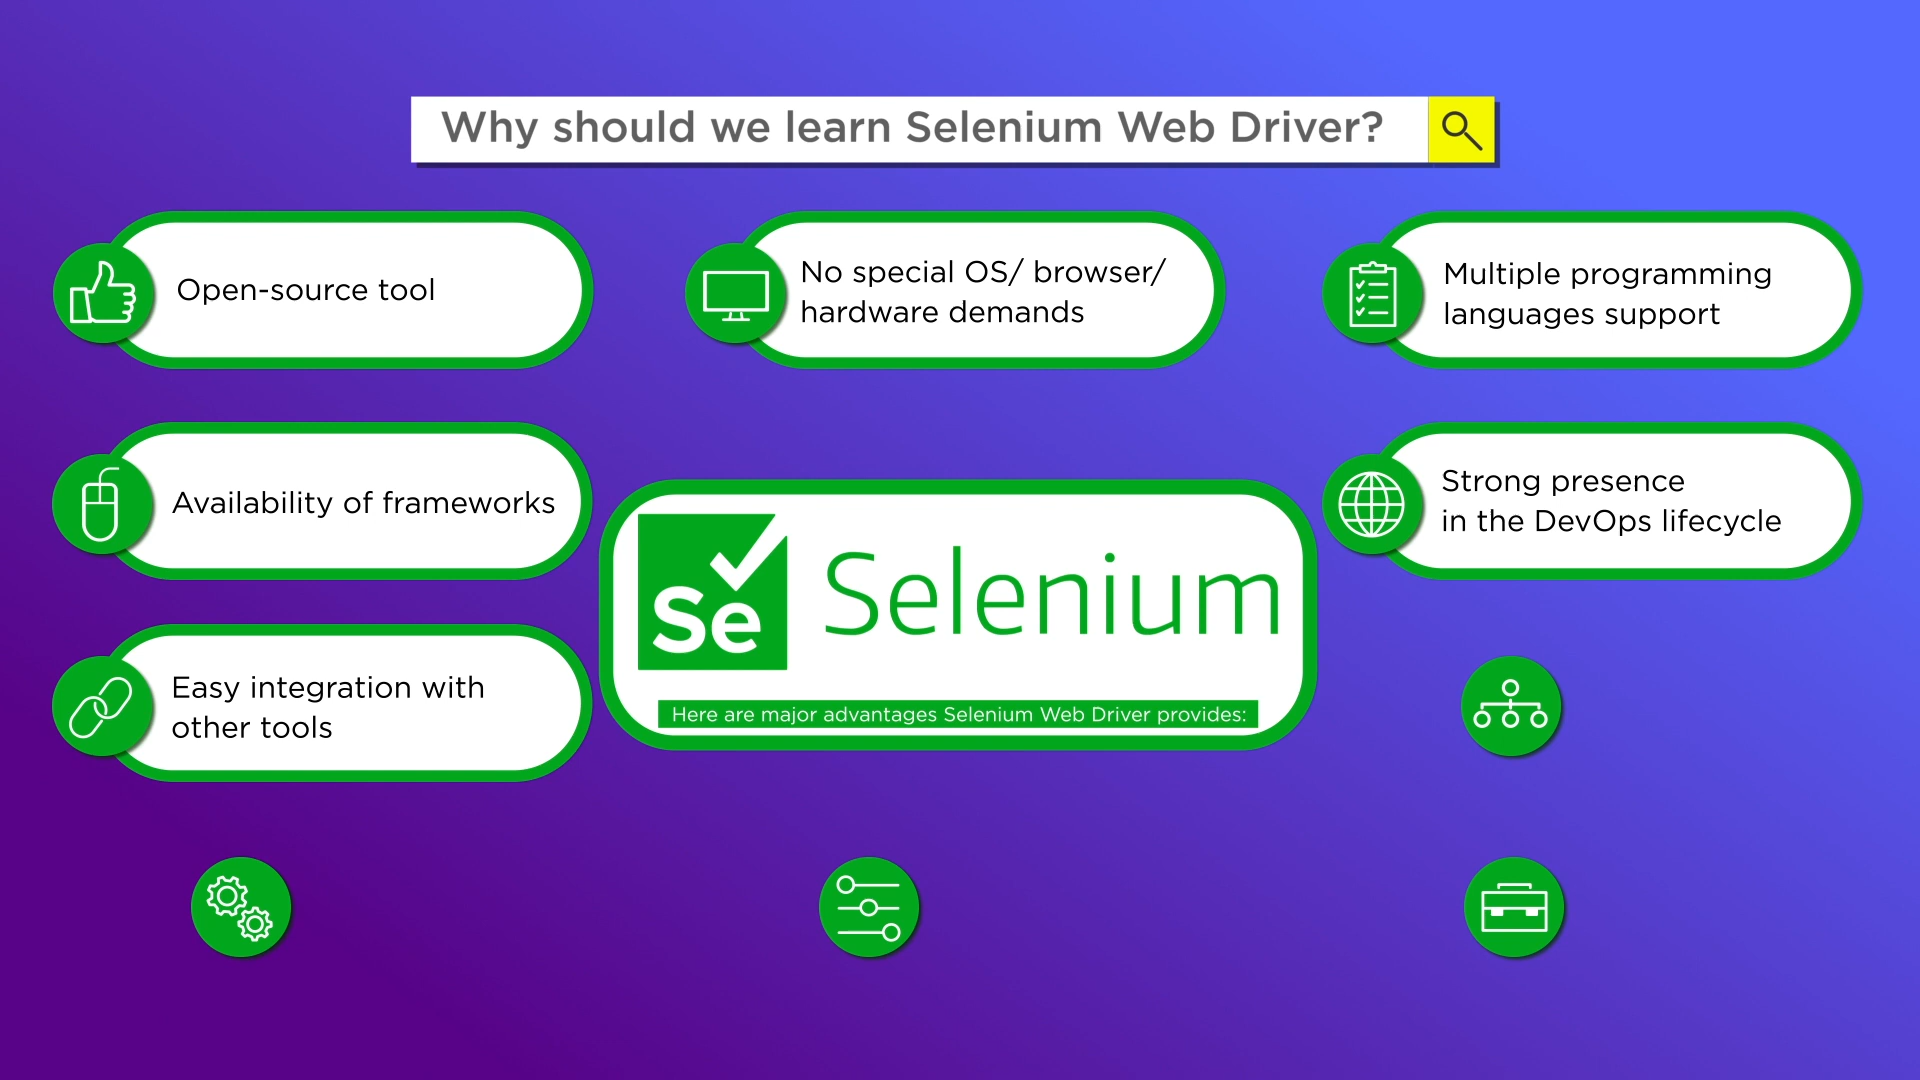 Why should we learn Selenium Web Driver?
Open-source tool
No special OS/ browser/
hardware demands
Multiple programming
languages support
Availability of frameworks
Strong presence
in the DevOps lifecycle
Se
Selenium
Here are major advantages Selenium Web Driver provides:
Easy integration with
other tools